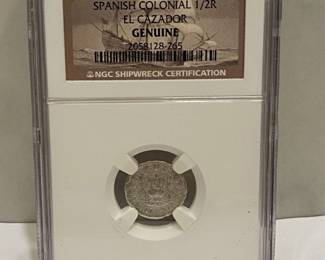 SPANISH COLONIAL 1/2R
EL CAZADOR
GENUINE
2058128-265
NGC SHIPWRECK CERTIFICATION